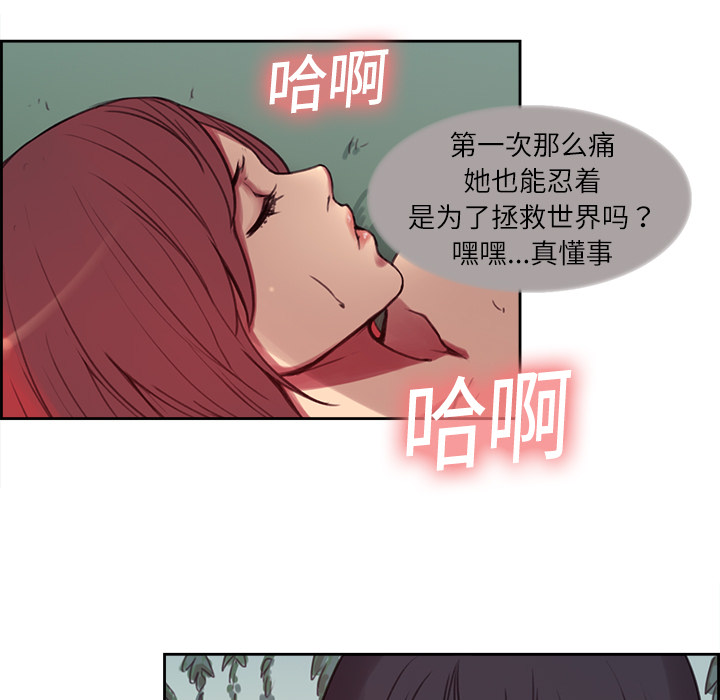 哈啊
第一次那么痛
她也能忍着
是为了拯救世界吗？
嘿嘿...真懂事
哈啊